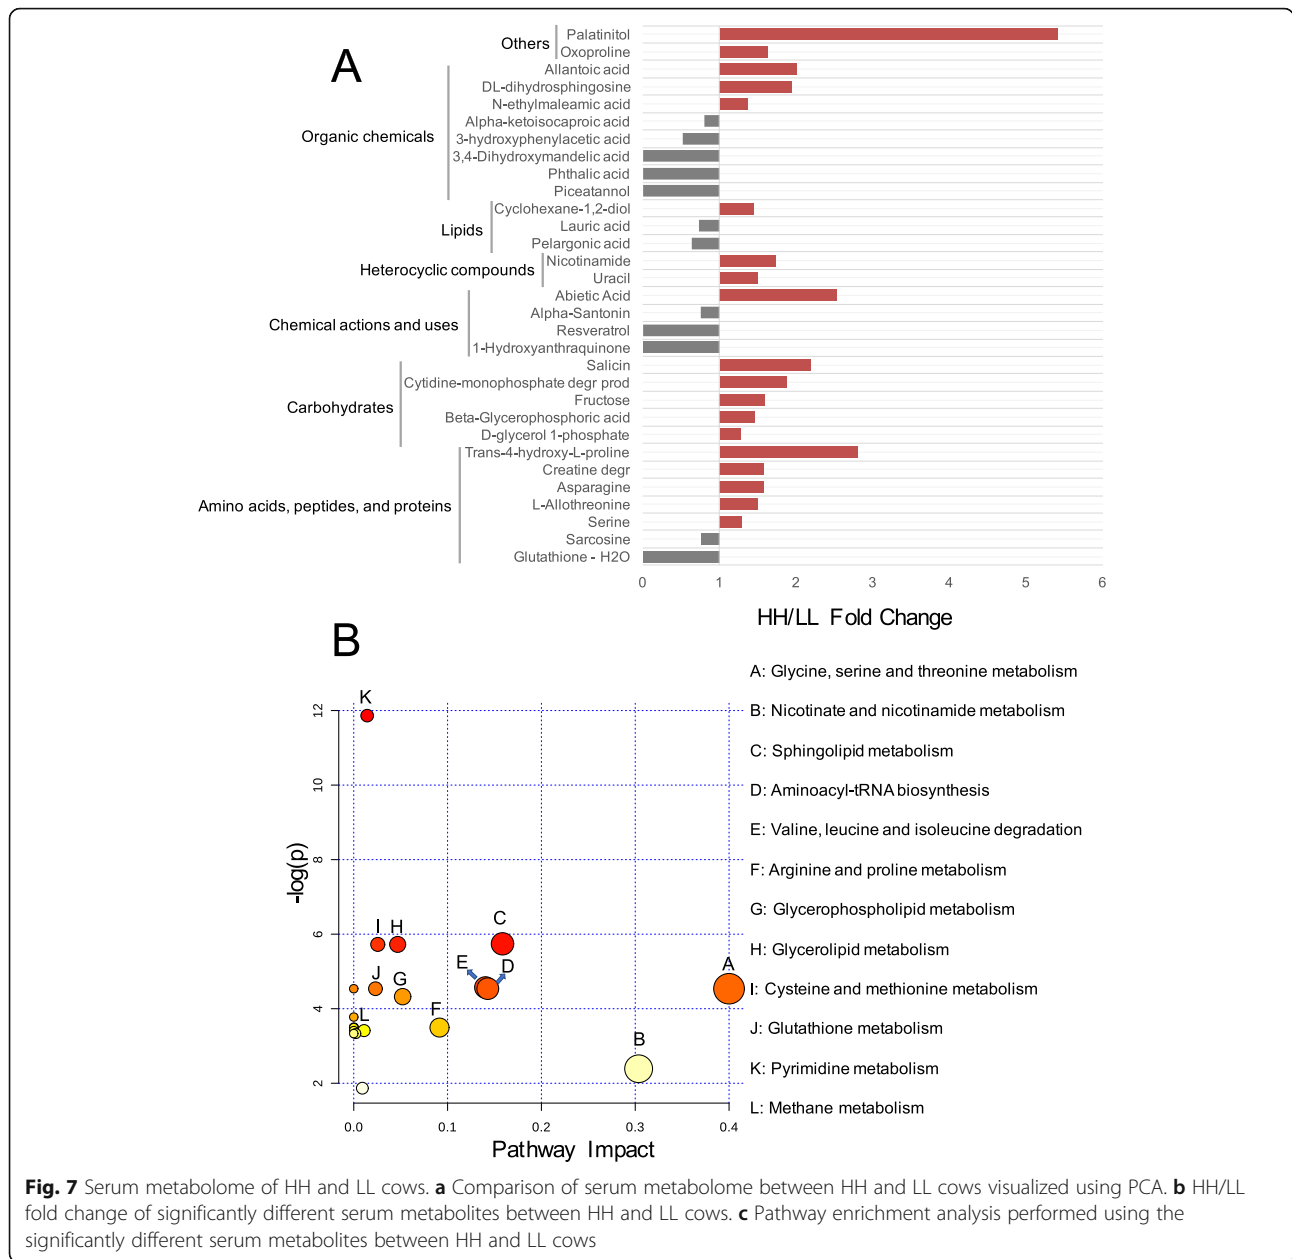 A
Others
Palatinitol
Oxoproline
Organic chemicals
Allantoic acid
DL-dihydrosphingosine
N-ethylmaleamic acid
Alpha-ketoisocaproic acid
3-hydroxyphenylacetic acid
3,4-Dihydroxymandelic acid
Phthalic acid
Piceatannol
Lipids
Cyclohexane-1,2-diol
Lauric acid
Pelargonic acid
Heterocyclic compounds
Nicotinamide
Uracil
Chemical actions and uses
Abietic Acid
Alpha-Santonin
Resveratrol
1-Hydroxyanthraquinone
Carbohydrates
Salicin
Cytidine-monophosphate degr prod
Fructose
Beta-Glycerophosphoric acid
D-glycerol 1-phosphate
Amino acids, peptides, and proteins
Trans-4-hydroxy-L-proline
Creatine degr
Asparagine
L-Allothreonine
Serine
Sarcosine
Glutathione - H2O
0 1 2 3 4 5 6
HH/LL Fold Change
B
-log(p)
12
10
8
6
4
2
K
I
H
C
E
D
A
J
G
L
F
B
0.0 0.1 0.2 0.3 0.4
Pathway Impact
A: Glycine, serine and threonine metabolism
B: Nicotinate and nicotinamide metabolism
C: Sphingolipid metabolism
D: Aminoacyl-tRNA biosynthesis
E: Valine, leucine and isoleucine degradation
F: Arginine and proline metabolism
G: Glycerophospholipid metabolism
H: Glycerolipid metabolism
I: Cysteine and methionine metabolism
J: Glutathione metabolism
K: Pyrimidine metabolism
L: Methane metabolism
Fig. 7 Serum metabolome of HH and LL cows. a Comparison of serum metabolome between HH and LL cows visualized using PCA. b HH/LL
fold change of significantly different serum metabolites between HH and LL cows. c Pathway enrichment analysis performed using the
significantly different serum metabolites between HH and LL cows